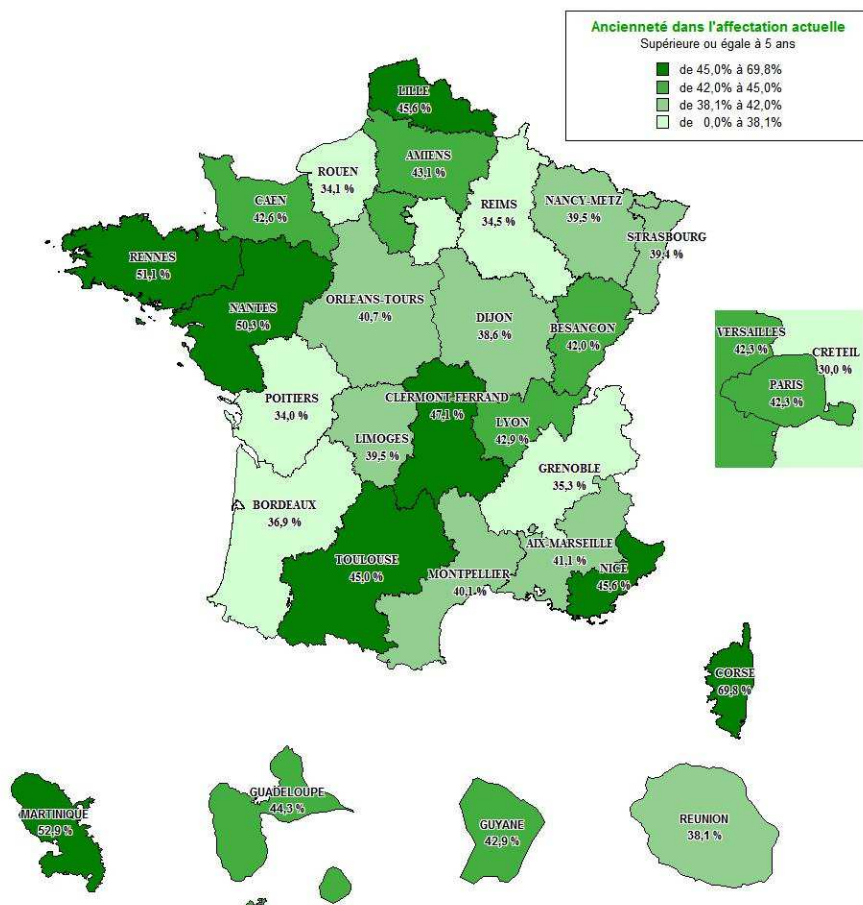 Ancienneté dans l'affectation actuelle
Supérieure ou égale à 5 ans
de 45,0% à 69,8%
de 42,0% à 45,0%
de 38,1% à 42,0%
de 0,0% à 38,1%
LILLE
45,6 %
AMIENS
43,1 %
ROUEN
34,1 %
CAEN
42,6 %
REIMS
34,5 %
NANCY-METZ
39,5 %
STRASBOURG
39,4 %
RENNES
51,1 %
NANTES
50,3 %
ORLEANS-TOURS
40,7 %
DIJON
38,6 %
BESANCON
42,0 %
VERSAILLES
42,3 %
CRETEIL
30,0 %
PARIS
42,3 %
POITIERS
34,0 %
CLERMONT-FERRAND
47,1 %
LYON
42,9 %
LIMOGES
39,5 %
GRENOBLE
35,3 %
BORDEAUX
36,9 %
AIX-MARSEILLE
41,1 %
TOULOUSE
45,0 %
MONTPELLIER
40,1 %
NICE
45,6 %
CORSE
69,8 %
MARTINIQUE
52,9 %
GUADELOUPE
44,3 %
GUYANE
42,9 %
REUNION
38,1 %